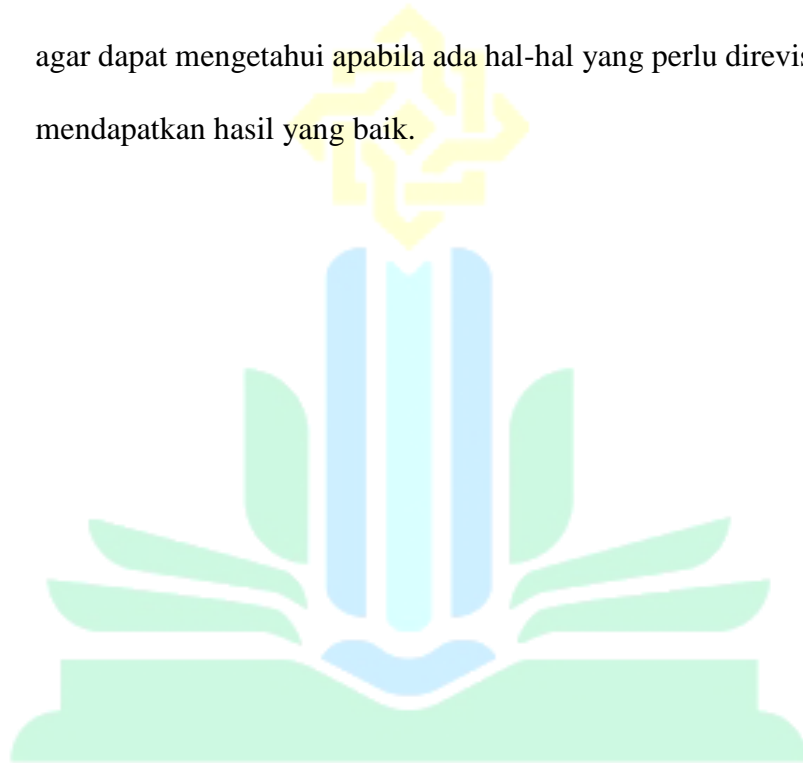 agar dapat mengetahui apabila ada hal-hal yang perlu direvis
mendapatkan hasil yang baik.